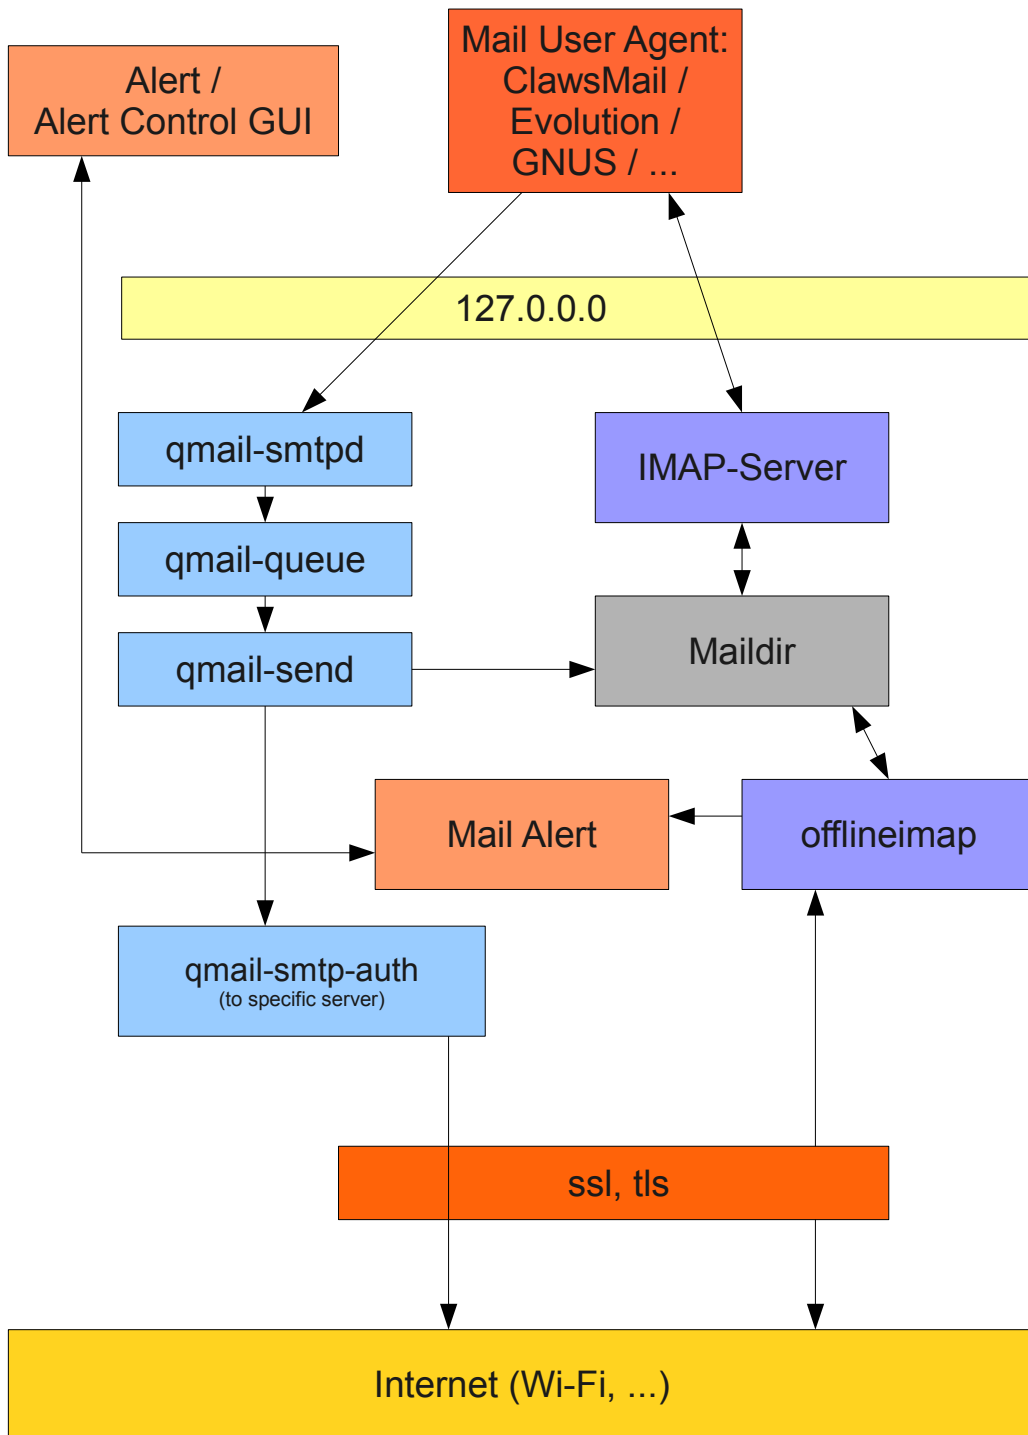 Mail User Agent:
ClawsMail /
Evolution /
GNUS / ...
Alert /
Alert Control GUI
127.0.0.0
qmail-smtpd
IMAP-Server
qmail-queue
qmail-send
Maildir
Mail Alert
offlineimap
qmail-smtp-auth
(to specific server)
ssl, tls
Internet (Wi-Fi, ...)